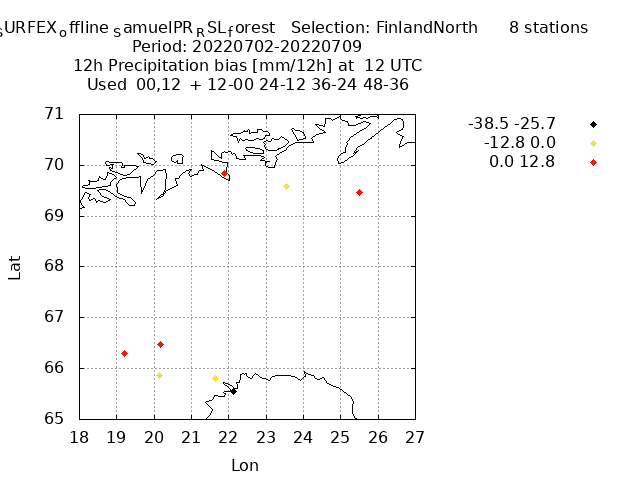 SURFEX_offline_SamuelPR_RSL_forest   Selection: FinlandNorth      8 stations
Period: 20220702-20220709
12h Precipitation bias [mm/12h] at  12 UTC
Used  00,12  + 12-00 24-12 36-24 48-36
-38.5 -25.7
-12.8 0.0
0.0 12.8
71
70
69
68
67
66
65
Lat
18 19 20 21 22 23 24 25 26 27
Lon